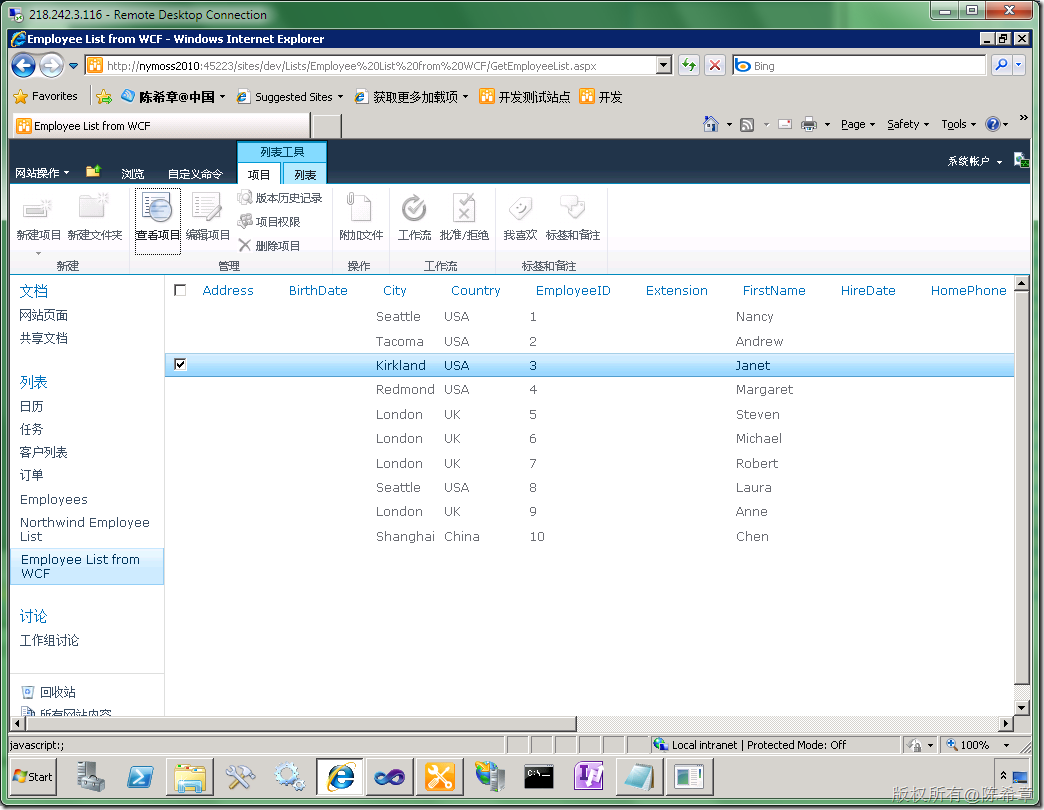 218.242.3.116 - Remote Desktop Connection
Employee List from WCF - Windows Internet Explorer
http://nymoss2010:45223/sites/dev/Lists/Employee%20List%20from%20WCF/GetEmployeeList.aspx
Bing
Favorites
陈希章@中国
Suggested Sites
获取更多加载项
开发测试站点
开发
Employee List from WCF
Page
Safety
Tools
»
列表工具
系统帐户
网站操作
浏览
自定义命令
项目
列表
新建项目
新建文件夹
查看项目
编辑项目
版本历史记录
项目权限
删除项目
附加文件
工作流
批准/拒绝
我喜欢
标签和备注
新建
管理
操作
工作流
标签和备注
文档
网站页面
共享文档
列表
日历
任务
客户列表
订单
Employees
Northwind Employee
List
Employee List from
WCF
讨论
工作组讨论
回收站
所有网站内容
Address BirthDate City Country EmployeeID Extension FirstName HireDate HomePhone
Seattle USA 1 Nancy
Tacoma USA 2 Andrew
Kirkland USA 3 Janet
Redmond USA 4 Margaret
London UK 5 Steven
London UK 6 Michael
London UK 7 Robert
Seattle USA 8 Laura
London UK 9 Anne
Shanghai China 10 Chen
javascript:;
Local intranet | Protected Mode: Off
100%
Start
C:\_
版权所有@陈希章